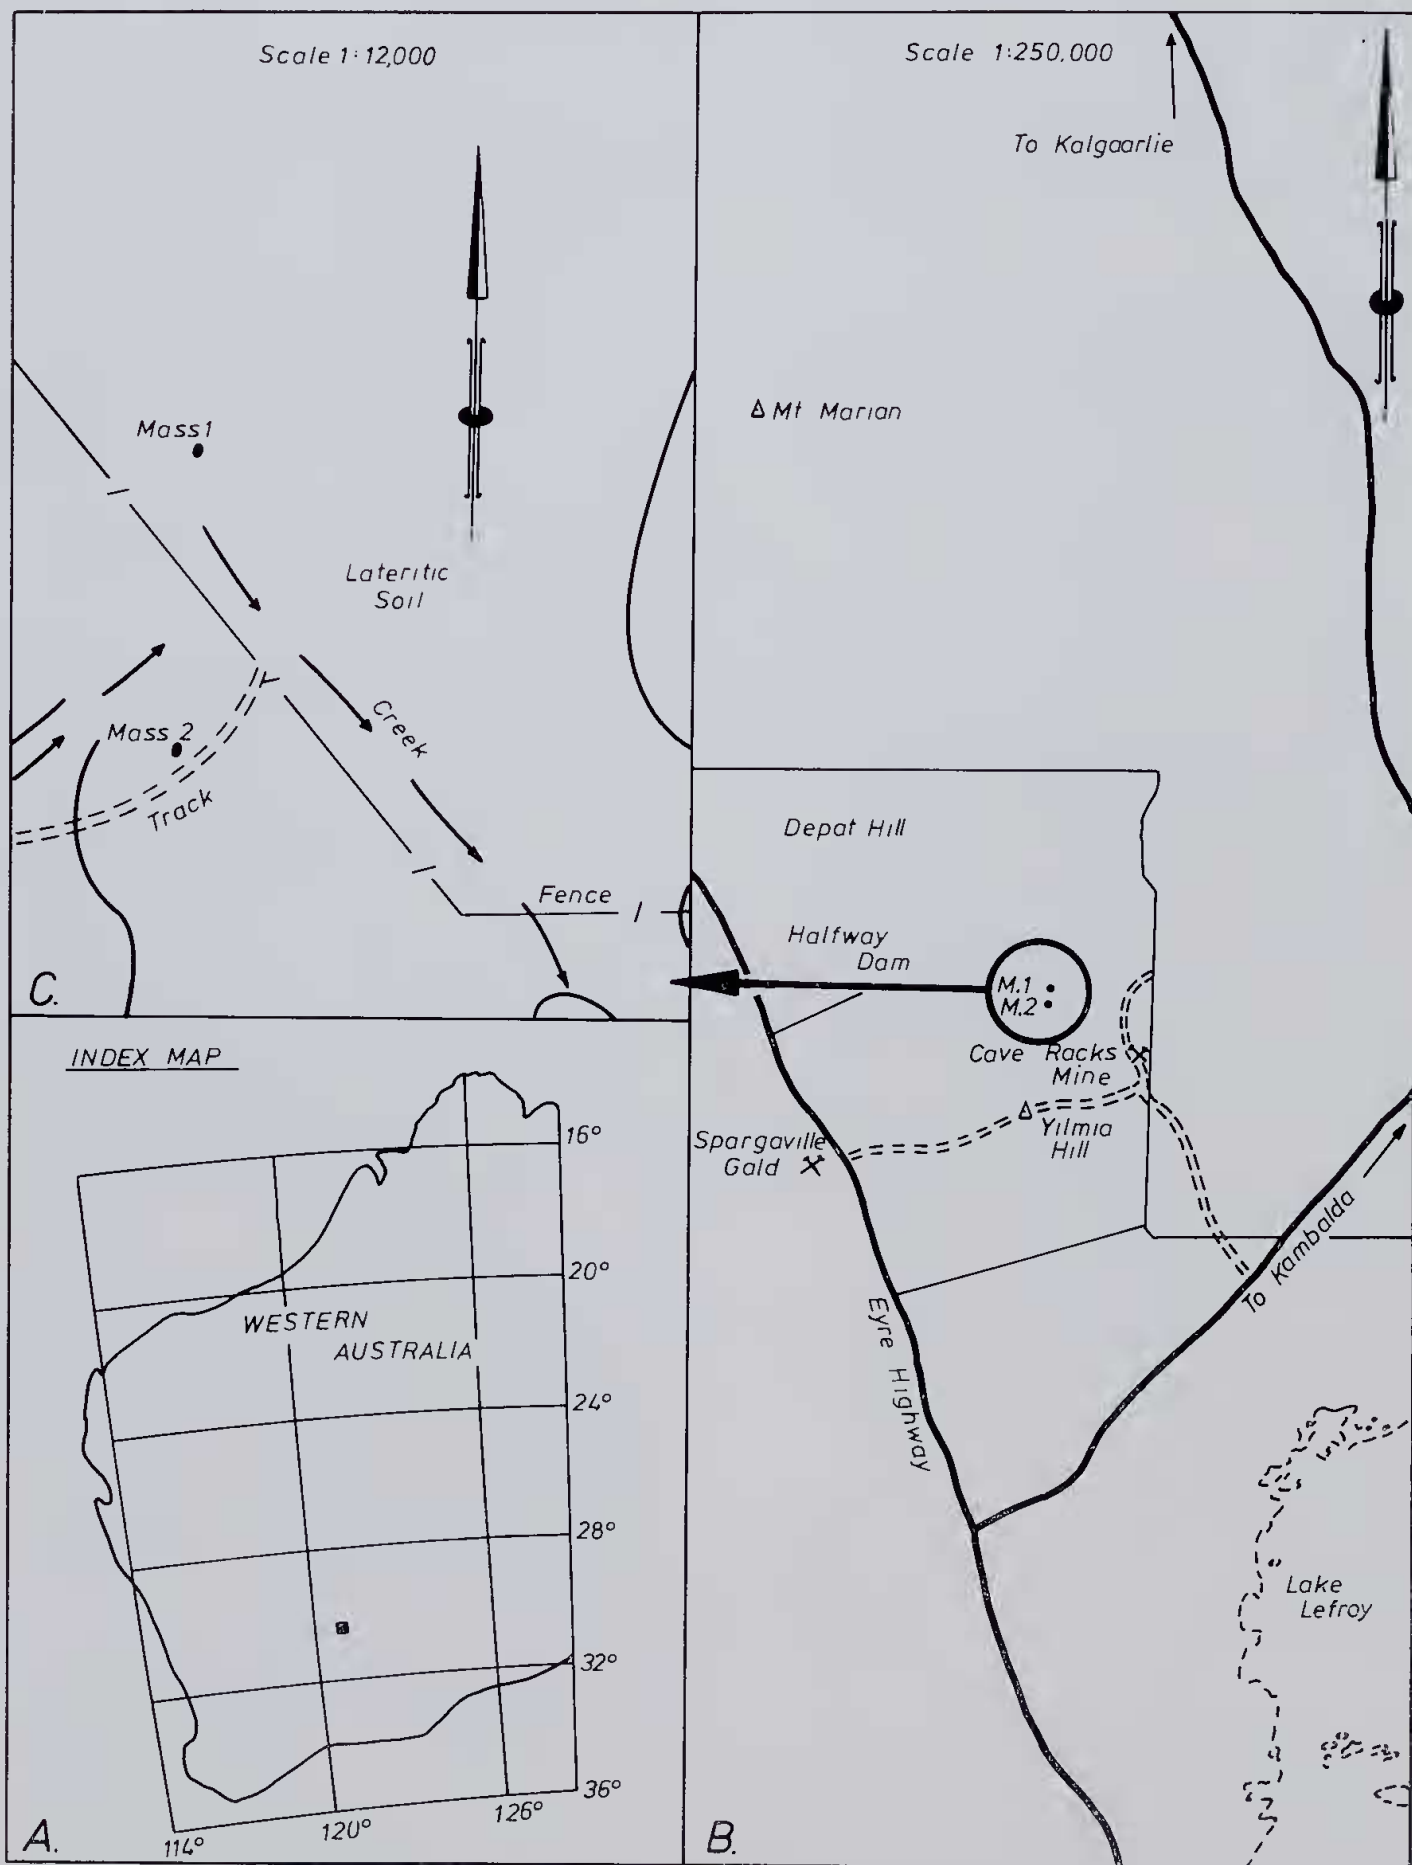 Scale 1:12,000
Mass 1
Lateritic
Soil
Creek
Mass 2
Track
Fence
C.
Scale 1:250,000
To Kalgaarlie
Mt Marian
Depat Hill
Halfway
Dam
M.1
M.2
Cave Racks
Mine
Yilmia
Hill
Spargaville
Gald
Eyre Highway
To Kambalda
Lake
Lefroy
B.
INDEX MAP
WESTERN
AUSTRALIA
16°
20°
24°
28°
32°
36°
114°
120°
126°
A.